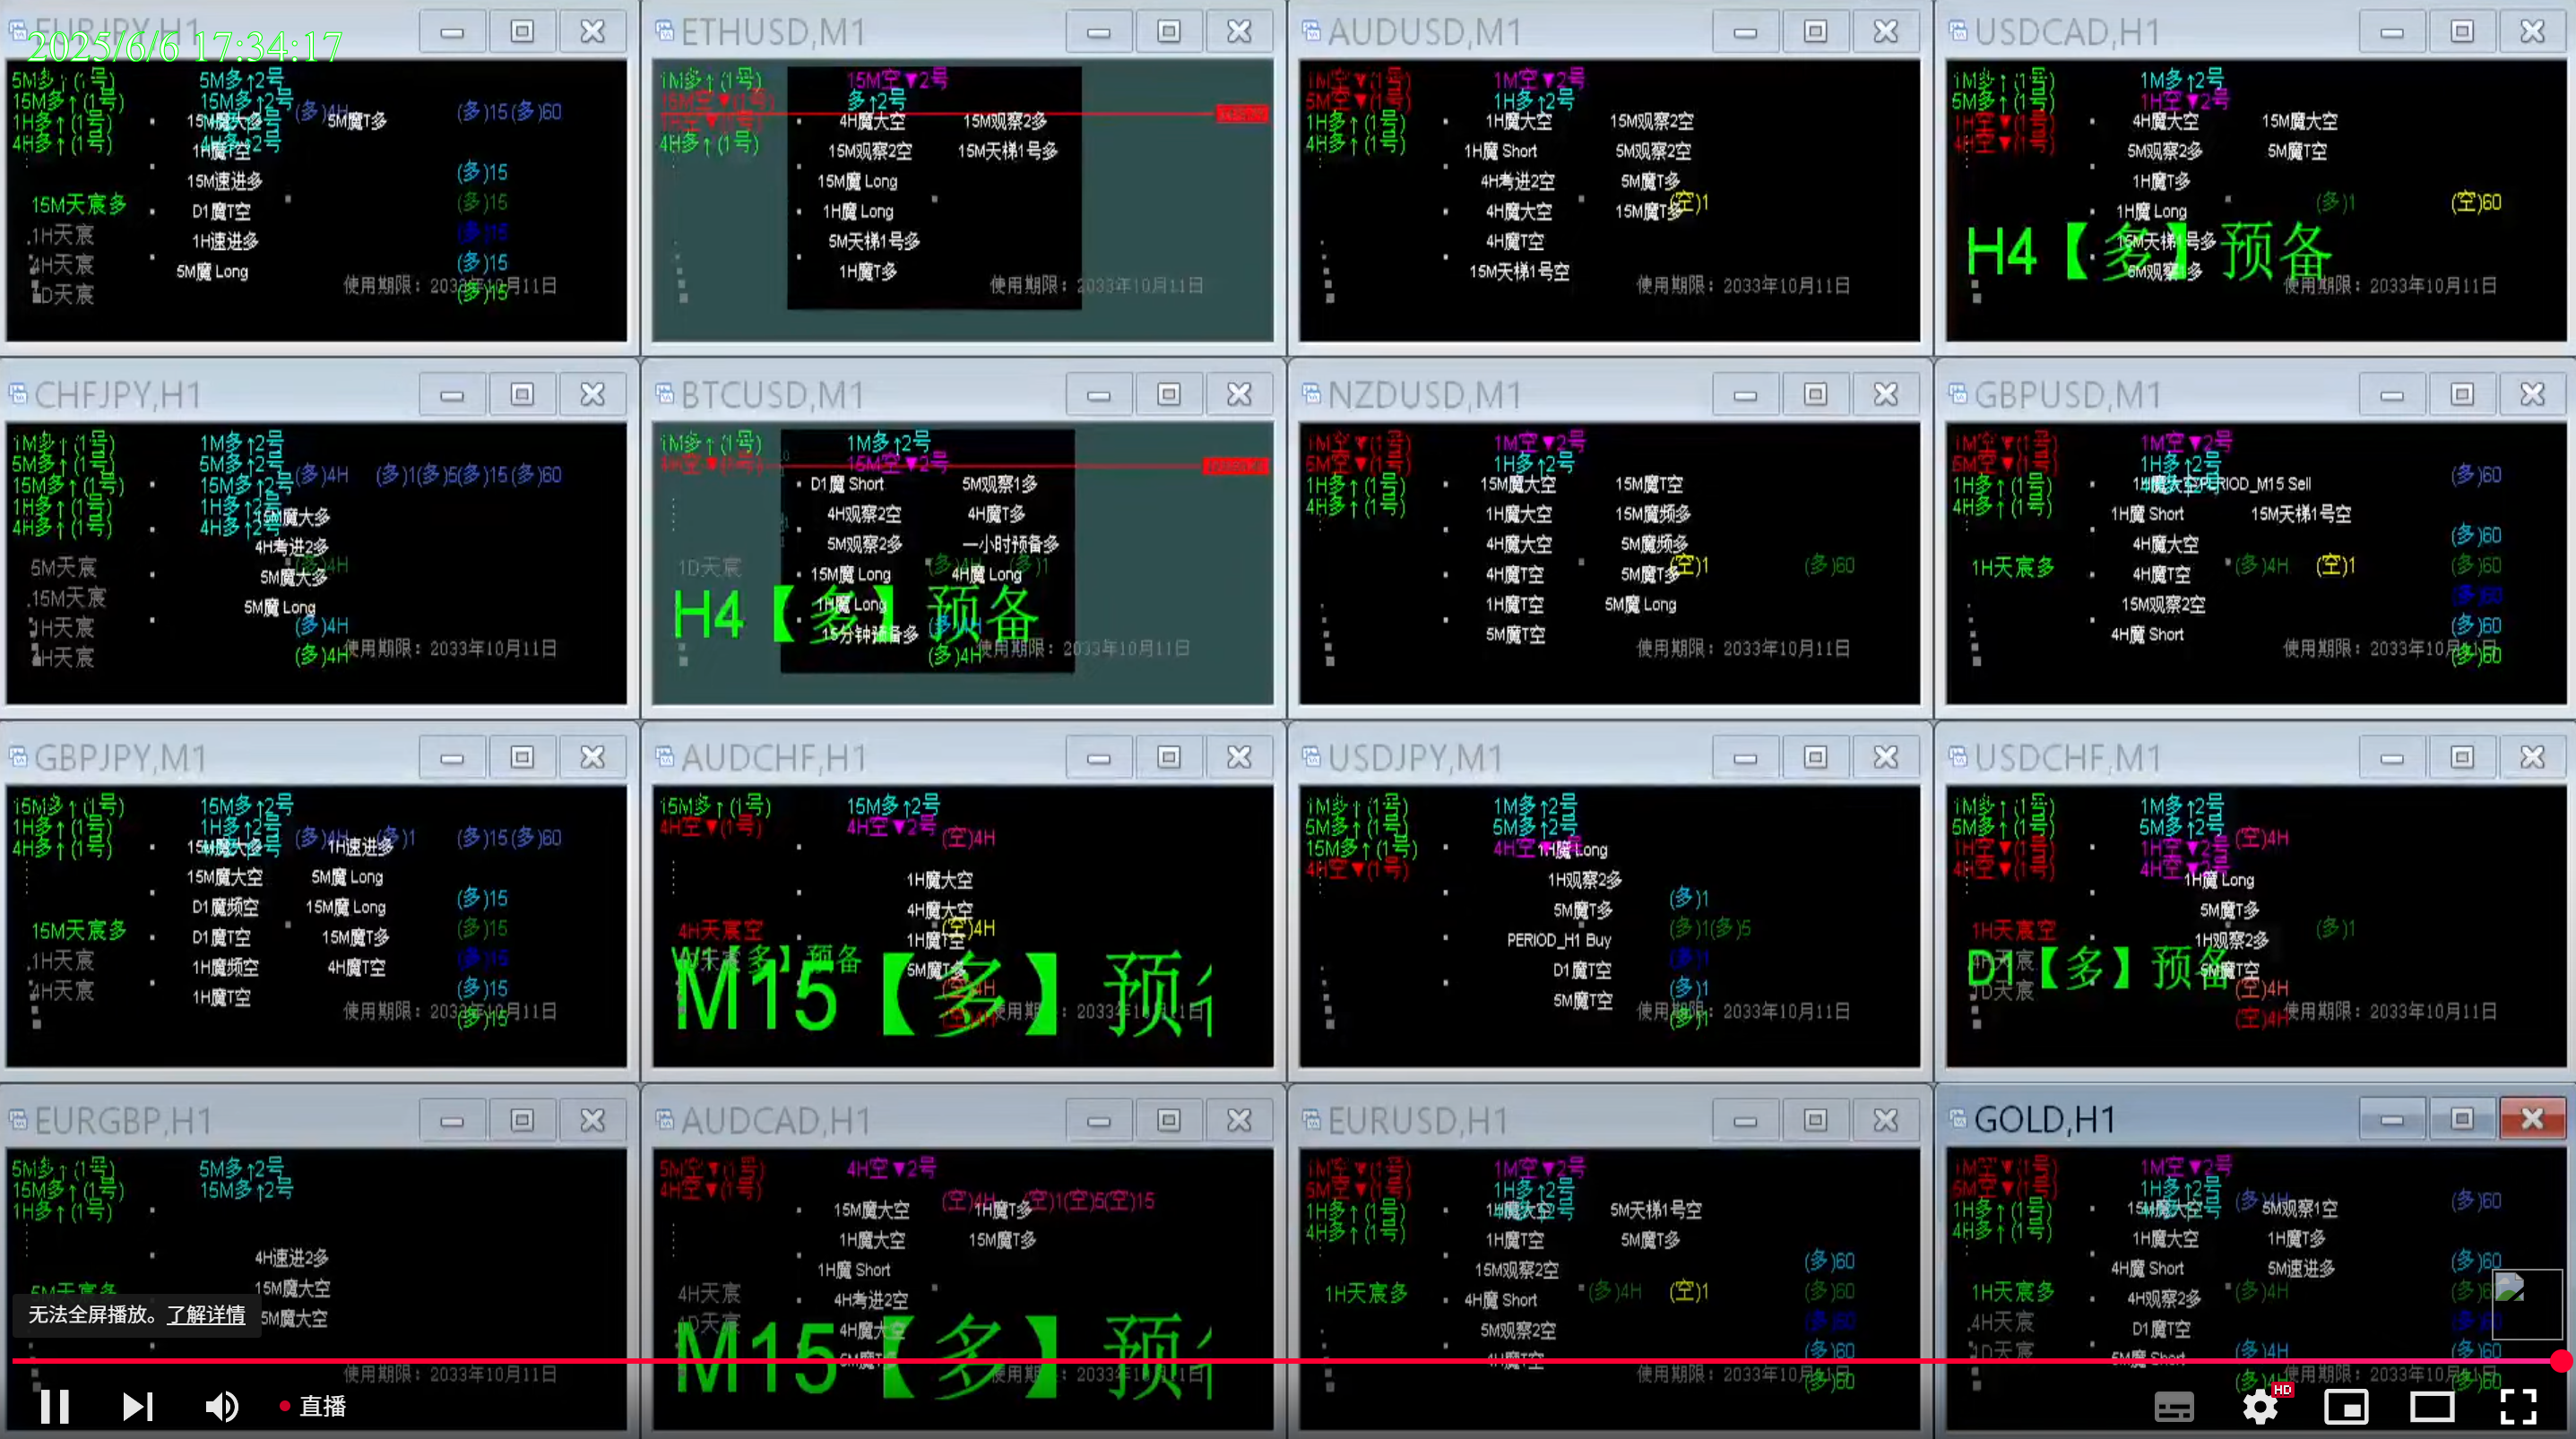 EURJPY,H1
2025/6/6 17:34:17
5M多↑(1号) 5M多↑2号
15M多↑(1号) 15M多↑2号
1H多↑(1号) 15M魔大多 (多)4H 5M魔T多 (多)15(多)60
4H多↑(1号) 4H多↑2号
1H魔T空
15M速进多 (多)15
15M天宸多 D1魔T空 (多)15
.1H天宸 1H速进多 (多)15
4H天宸 5M魔 Long (多)15
1D天宸 使用期限：2033年10月11日
(多)15
ETHUSD,M1
1M多↑(1号) 15M空▼2号
15M空▼(1号) 多↑2号
1H空▼(1号) 4H魔大空 15M观察2多
4H多↑(1号) 15M观察2空 15M天梯1号多
15M魔 Long
1H魔 Long
5M天梯1号多
1H魔T多
使用期限：2033年10月11日
AUDUSD,M1
1M空▼(1号) 1M空▼2号
5M空▼(1号) 1H多↑2号
1H多↑(1号) 1H魔大空 15M观察2空
4H多↑(1号) 1H魔 Short 5M观察2空
4H考进2空 5M魔T多
4H魔大空 15M魔T多 (空)1
4H魔T空
15M天梯1号空
使用期限：2033年10月11日
USDCAD,H1
1M多↑(1号) 1M多↑2号
5M多↑(1号) 1H空▼2号
1H空▼(1号) 4H魔大空 15M魔大空
4H空▼(1号) 5M观察2多 5M魔T空
1H魔T多
1H魔 Long (多)1 (空)60
15M天梯1号多
H4【多】预备
5M观察1多
使用期限：2033年10月11日
CHFJPY,H1
1M多↑(1号) 1M多↑2号
5M多↑(1号) 5M多↑2号
15M多↑(1号) 15M多↑2号 (多)4H (多)1(多)5(多)15(多)60
1H多↑(1号) 1H多↑2号
4H多↑(1号) 4H多↑2号
15M魔大多
4H考进2多
5M天宸 5M魔大多 (多)4H
.15M天宸 5M魔 Long
1H天宸 (多)4H
4H天宸 (多)4H 使用期限：2033年10月11日
BTCUSD,M1
1M多↑(1号) 1M多↑2号
4H空▼(1号) 15M空▼2号
D1魔 Short 5M观察1多
4H观察2空 4H魔T多
5M观察2多 一小时预备多
1D天宸 15M魔 Long (多)4H 4H魔 Long (多)1
H4【多】预备
1H魔 Long
15分钟预备多
(多)4H 使用期限：2033年10月11日
NZDUSD,M1
1M空▼(1号) 1M空▼2号
5M空▼(1号) 1H多↑2号
1H多↑(1号) 15M魔大空 15M魔T空
4H多↑(1号) 1H魔大空 15M魔频多
4H魔大空 5M魔频多
4H魔T空 5M魔T多 (空)1 (多)60
1H魔T空 5M魔 Long
5M魔T空
使用期限：2033年10月11日
GBPUSD,M1
1M空▼(1号) 1M空▼2号
5M空▼(1号) 1H多↑2号
1H多↑(1号) 1H魔大空 PERIOD_M15 Sell (多)60
4H多↑(1号) 1H魔 Short 15M天梯1号空
4H魔大空 (多)60
1H天宸多 4H魔T空 (多)4H (空)1 (多)60
15M观察2空 (多)60
4H魔 Short (多)60
使用期限：2033年10月11日
(多)60
GBPJPY,M1
15M多↑(1号) 15M多↑2号
1H多↑(1号) 1H多↑2号
4H多↑(1号) 15M魔大多 (多)4H (多)1 1H速进多 (多)15(多)60
15M魔大空 5M魔 Long
D1魔频空 15M魔 Long (多)15
15M天宸多 D1魔T空 15M魔T多 (多)15
.1H天宸 1H魔频空 4H魔T空 (多)15
4H天宸 1H魔T空 (多)15
使用期限：2033年10月11日
(多)15
AUDCHF,H1
15M多↑(1号) 15M多↑2号
4H空▼(1号) 4H空▼2号
(空)4H
1H魔大空
4H魔大空
4H天宸空 1H魔T空 (空)4H
W1【多】预备
5M魔T多
M15【多】预备
(空)4H
使用期限：2033年10月11日
USDJPY,M1
1M多↑(1号) 1M多↑2号
5M多↑(1号) 5M多↑2号
15M多↑(1号) 4H空▼2号 1H魔 Long
4H空▼(1号) 1H观察2多
5M魔T多 (多)1
PERIOD_H1 Buy (多)1(多)5
D1魔T空 (多)1
5M魔T空 (多)1
使用期限：2033年10月11日
(多)1
USDCHF,M1
1M多↑(1号) 1M多↑2号
5M多↑(1号) 5M多↑2号
1H空▼(1号) 1H空▼2号 (空)4H
4H空▼(1号) 4H空▼2号
1H魔 Long
5M魔T多
1H天宸空 1H观察2多 (多)1
4H天宸 5M魔T空
D1【多】预备
1D天宸 (空)4H
(空)4H 使用期限：2033年10月11日
EURGBP,H1
5M多↑(1号) 5M多↑2号
15M多↑(1号) 15M多↑2号
1H多↑(1号)
4H速进2多
5M天宸多 15M魔大空
5M魔大空
无法全屏播放。了解详情
使用期限：2033年10月11日
AUDCAD,H1
5M空▼(1号) 4H空▼2号
4H空▼(1号)
(空)4H (空)1(空)5(空)15
15M魔大空 1H魔T多
1H魔大空 15M魔T多
1H魔 Short
4H天宸 4H考进2空
1D天宸 4H魔大空
M15【多】预备
使用期限：2033年10月11日
EURUSD,H1
1M空▼(1号) 1M空▼2号
5M空▼(1号) 1H多↑2号
1H多↑(1号) 1H魔大空 5M天梯1号空
4H多↑(1号) 1H魔T空 5M魔T多
15M观察2空 (多)60
1H天宸多 4H魔 Short (多)4H (空)1 (多)60
5M观察2空 (多)60
4H魔T空 (多)60
使用期限：2033年10月11日
(多)60
GOLD,H1
1M空▼(1号) 1M空▼2号
5M空▼(1号) 1H多↑2号
1H多↑(1号) 15M魔大空 (多)4H 5M观察1空 (多)60
4H多↑(1号) 1H魔大空 1H魔T多
4H魔 Short 5M速进多 (多)60
1H天宸多 4H观察2多 (多)4H
.4H天宸 D1魔T空
1D天宸 5M魔 Short (多)4H (多)60
使用期限：2033年10月11日
(多)60
直播
HD